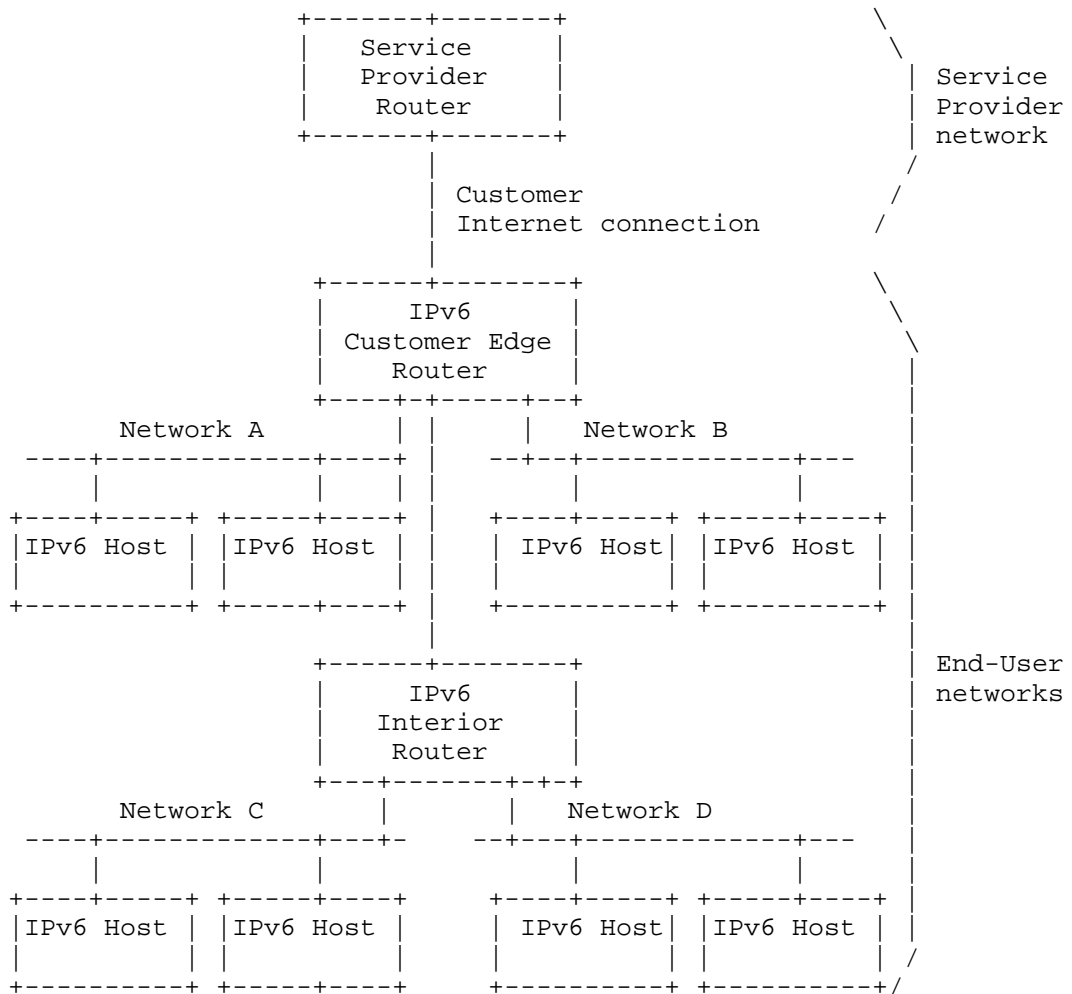 Service
Provider
Router
Service
Provider
network
Customer
Internet connection
IPv6
Customer Edge
Router
Network A
Network B
IPv6 Host
IPv6 Host
IPv6 Host
IPv6 Host
IPv6
Interior
Router
End-User
networks
Network C
Network D
IPv6 Host
IPv6 Host
IPv6 Host
IPv6 Host